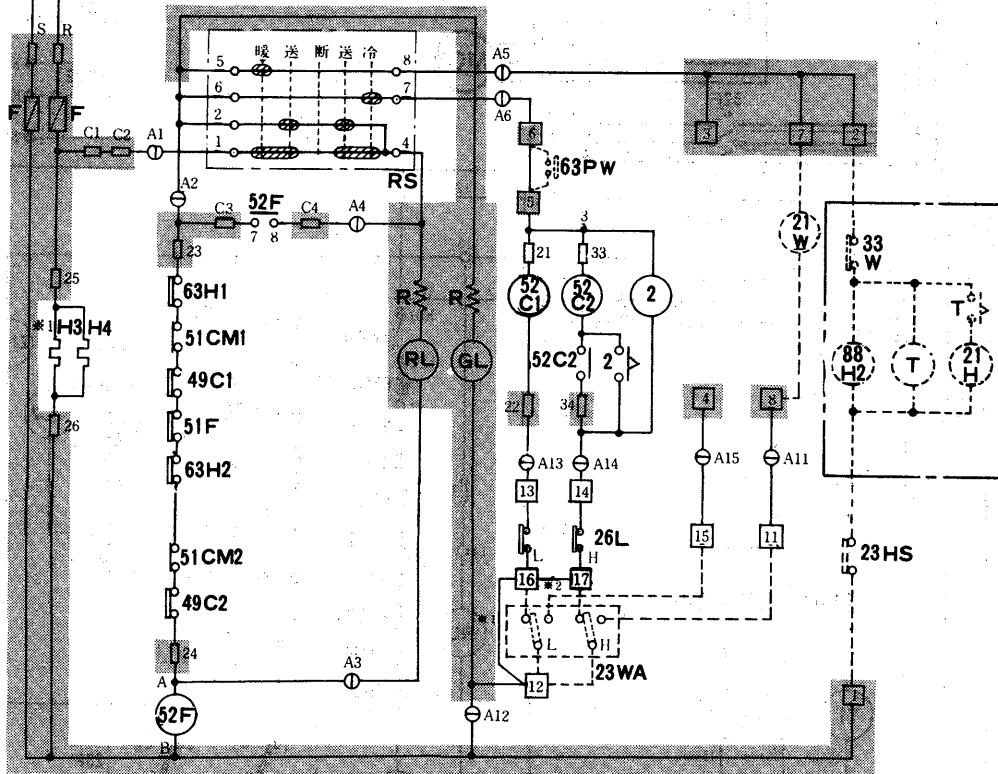 S R
暖 送 断 送 冷
5 8 A5
6 7 A6
2
1 4
RS
F F
C1 C2 A1
3 7 2
6
63PW
5
A2
C3 52F C4 A4
7 8
23
21 W
3
21 33
33 W
25
63H1
52 C1 52 C2 2
R R
T
※1 H3 H4
51CM1
52C2 2
RL GL
88 H2 T 21 H
49C1
22 34
4 8
26
51F
63H2
A13 A14 A15 A11
13 14
26L
15 11
51CM2
L H
23HS
16 ※2 17
49C2
※1
L H
24
23WA
A A3
12
1
52F
A12
B